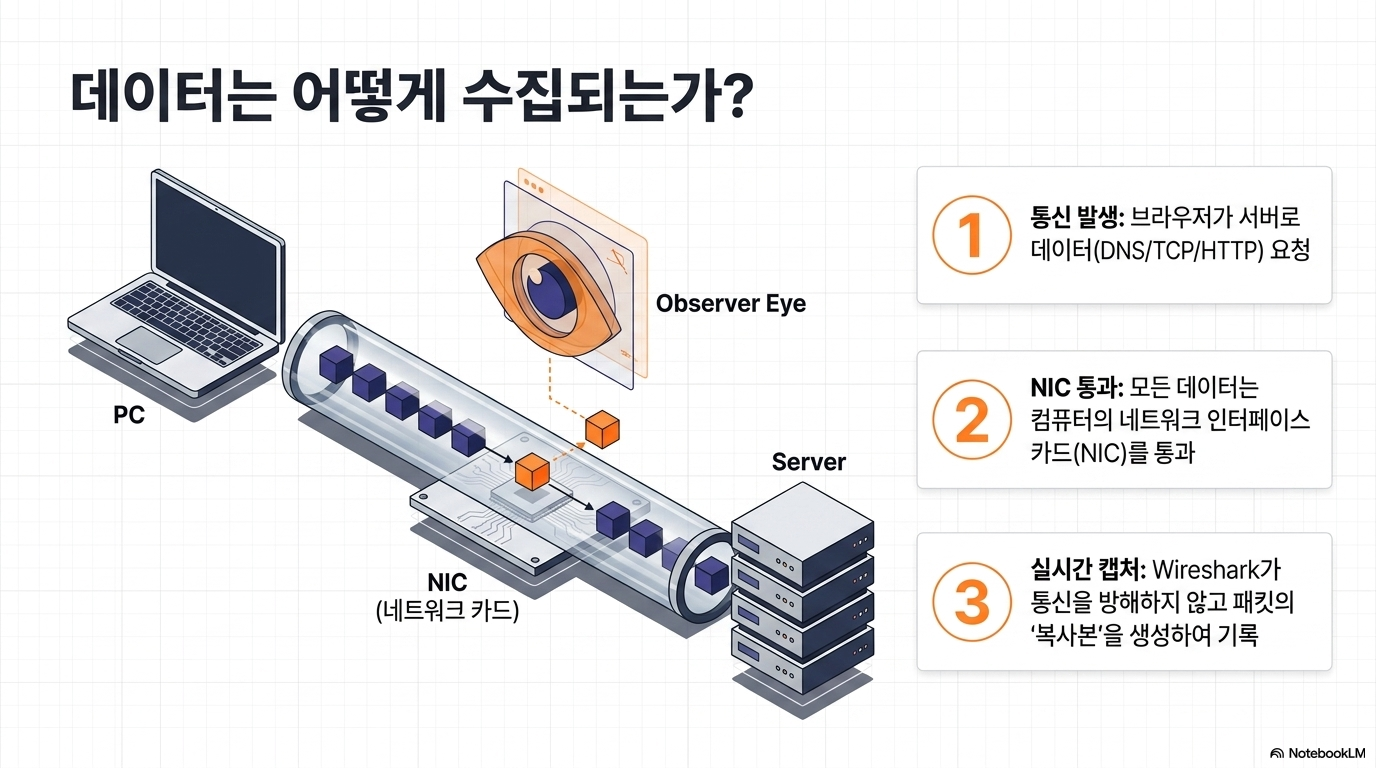 데이터는 어떻게 수집되는가?
PC
Observer Eye
NIC
(네트워크 카드)
Server
1
통신 발생: 브라우저가 서버로
데이터(DNS/TCP/HTTP) 요청
2
NIC 통과: 모든 데이터는
컴퓨터의 네트워크 인터페이스
카드(NIC)를 통과
3
실시간 캡처: Wireshark가
통신을 방해하지 않고 패킷의
‘복사본’을 생성하여 기록
NotebookLM